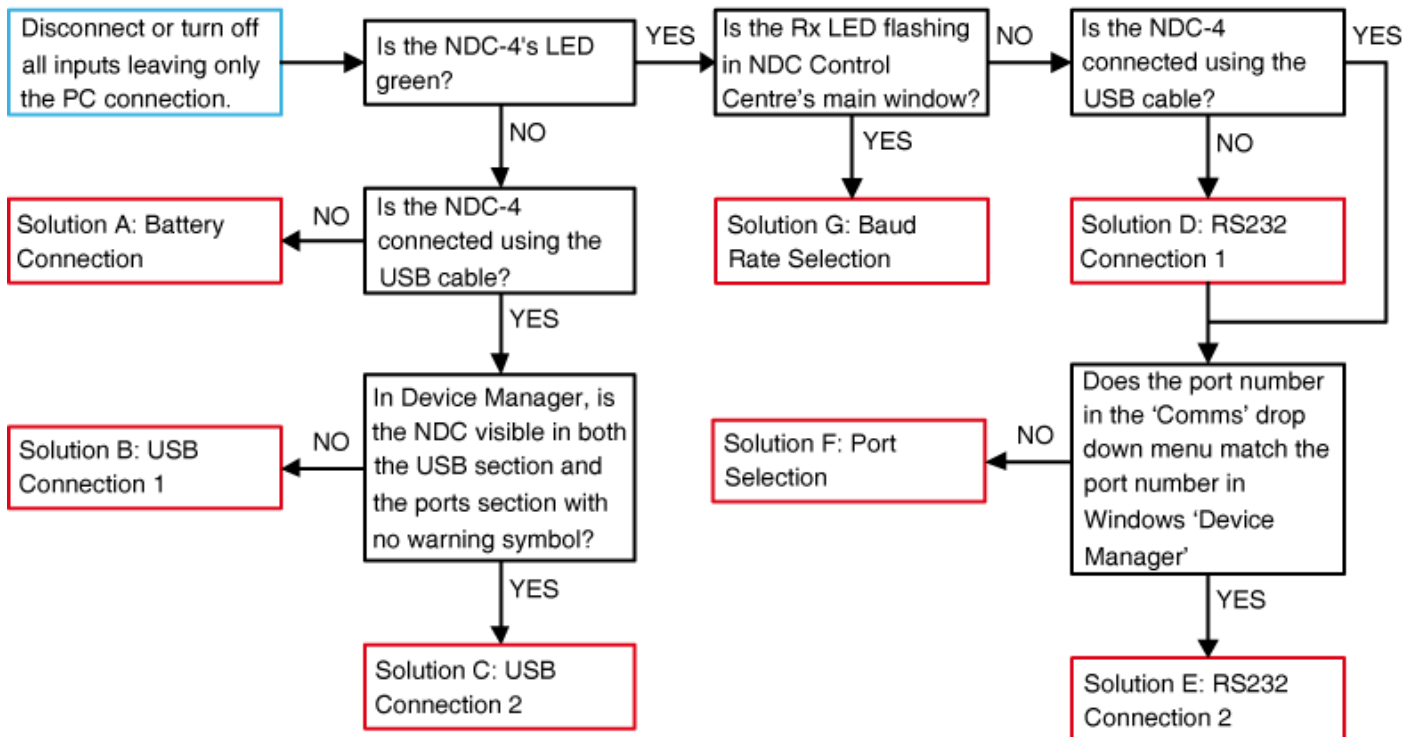 Disconnect or turn off
all inputs leaving only
the PC connection.
Is the NDC-4's LED
green?
YES
Is the Rx LED flashing
in NDC Control
Centre’s main window?
NO
Is the NDC-4
connected using the
USB cable?
YES
NO
YES
NO
Solution A: Battery
Connection
NO
Is the NDC-4
connected using the
USB cable?
Solution G: Baud
Rate Selection
Solution D: RS232
Connection 1
YES
Solution B: USB
Connection 1
NO
In Device Manager, is
the NDC visible in both
the USB section and
the ports section with
no warning symbol?
Solution F: Port
Selection
NO
Does the port number
in the ‘Comms’ drop
down menu match the
port number in
Windows ‘Device
Manager’
YES
YES
Solution C: USB
Connection 2
Solution E: RS232
Connection 2